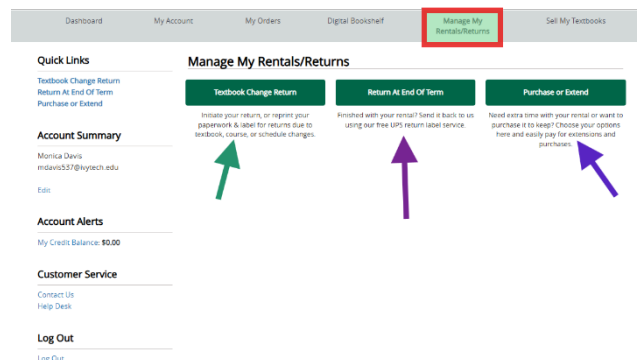 Dashboard My Account My Orders Digital Bookshelf Manage My Rentals/Returns Sell My Textbooks
Quick Links
Textbook Change Return
Return At End Of Term
Purchase or Extend
Account Summary
Monica Davis
mdavis537@ivytech.edu
Edit
Account Alerts
My Credit Balance: $0.00
Customer Service
Contact Us
Help Desk
Log Out
Log Out
Manage My Rentals/Returns
Textbook Change Return
Initiate your return, or reprint your
paperwork & label for returns due to
textbook, course, or schedule changes.
Return At End Of Term
Finished with your rental? Send it back to us
using our free UPS return label service.
Purchase or Extend
Need extra time with your rental or want to
purchase it to keep? Choose your options
here and easily pay for extensions and
purchases.